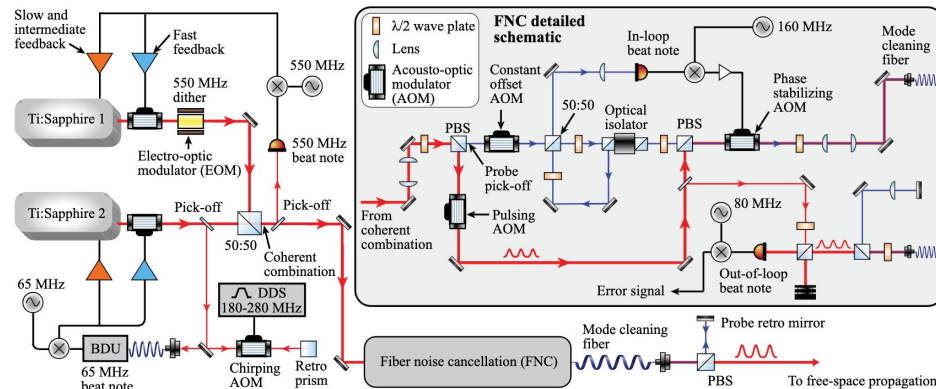 Slow and
intermediate
feedback
Fast
feedback
550 MHz
dither
550 MHz
Ti:Sapphire 1
Electro-optic
modulator (EOM)
550 MHz
beat note
Ti:Sapphire 2
Pick-off
Pick-off
50:50
Coherent
combination
65 MHz
DDS
180-280 MHz
BDU
65 MHz
beat note
Chirping
AOM
Retro
prism
Fiber noise cancellation (FNC)
Mode cleaning
fiber
Probe retro mirror
PBS
To free-space propagation
FNC detailed
schematic
λ/2 wave plate
Lens
Acousto-optic
modulator (AOM)
Constant
offset
AOM
In-loop
beat note
160 MHz
Mode
cleaning
fiber
50:50
Optical
isolator
PBS
PBS
Phase
stabilizing
AOM
Probe
pick-off
From
coherent
combination
Pulsing
AOM
80 MHz
Error signal
Out-of-loop
beat note